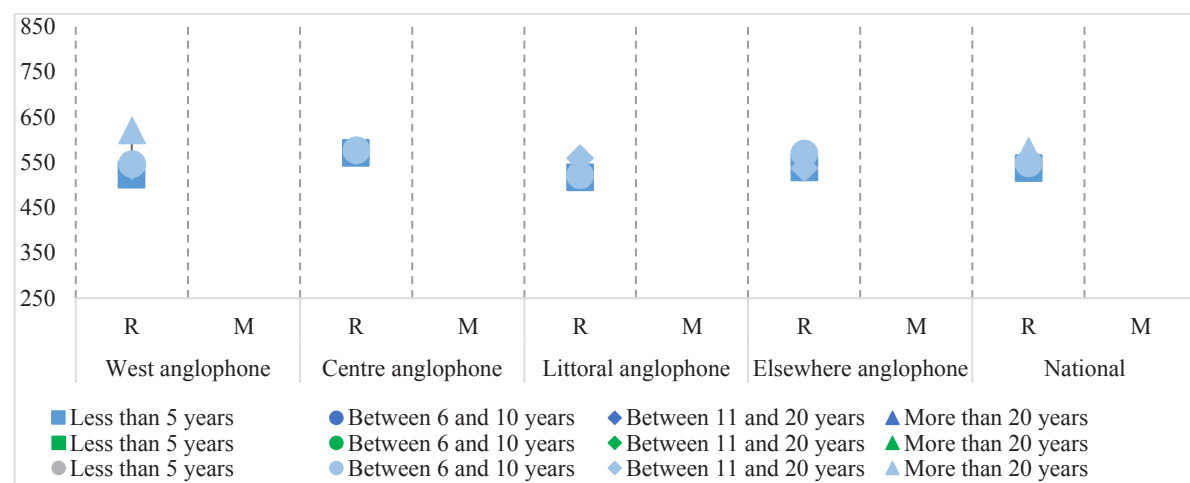 850
750
650
550
450
350
250
R M R M R M R M R M
West anglophone Centre anglophone Littoral anglophone Elsewhere anglophone National
Less than 5 years Between 6 and 10 years Between 11 and 20 years More than 20 years
Less than 5 years Between 6 and 10 years Between 11 and 20 years More than 20 years
Less than 5 years Between 6 and 10 years Between 11 and 20 years More than 20 years